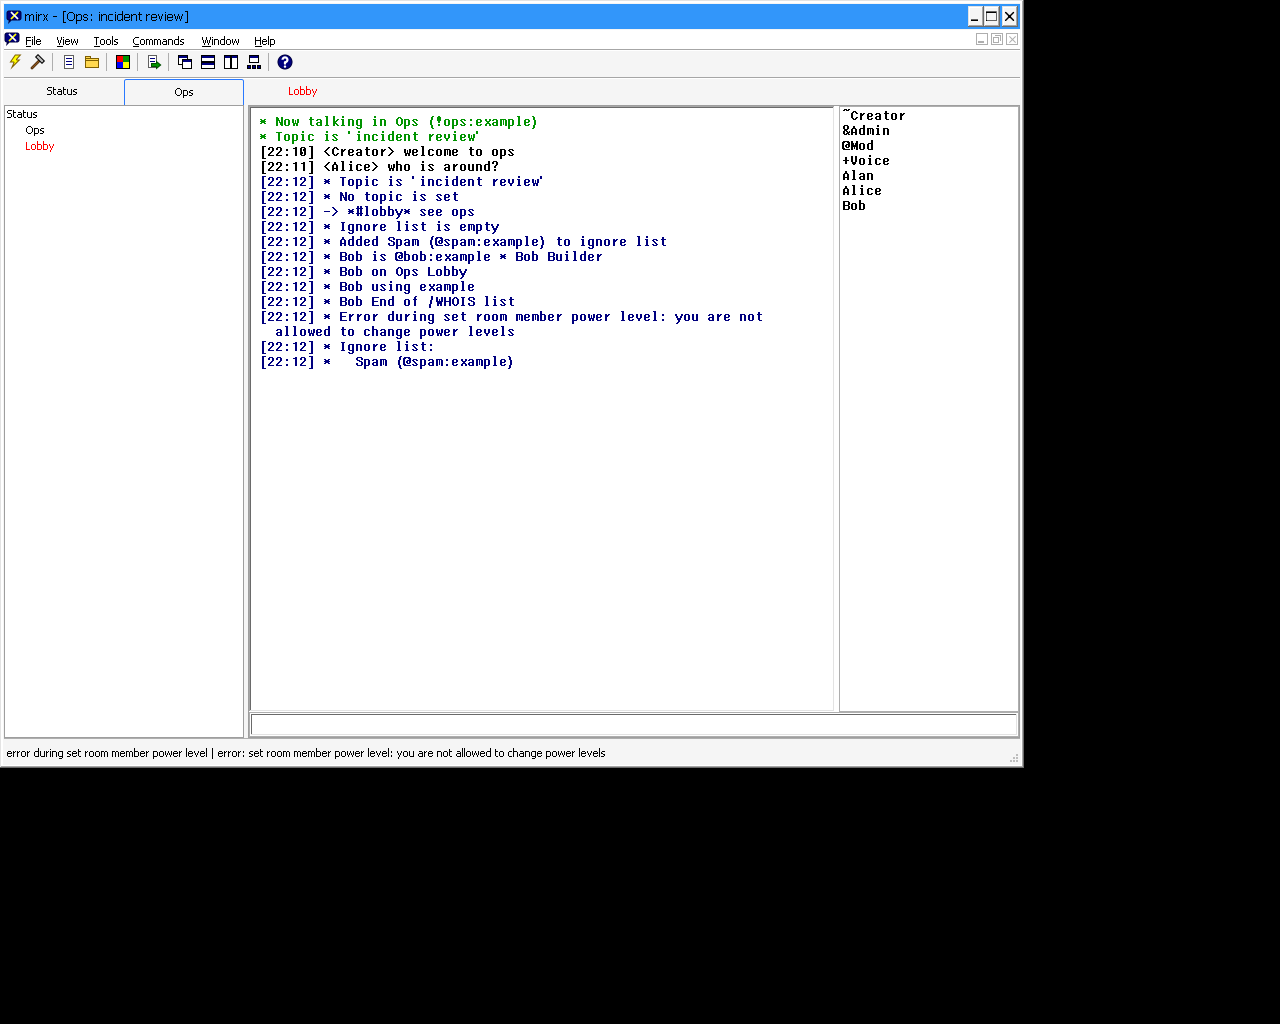 mirx - [Ops: incident review]
File View Tools Commands Window Help
Status Ops Lobby
Status
Ops
Lobby
* Now talking in Ops (!ops:example)
* Topic is 'incident review'
[22:10] <Creator> welcome to ops
[22:11] <Alice> who is around?
[22:12] * Topic is 'incident review'
[22:12] * No topic is set
[22:12] -> *#lobby* see ops
[22:12] * Ignore list is empty
[22:12] * Added Spam (@spam:example) to ignore list
[22:12] * Bob is @bob:example * Bob Builder
[22:12] * Bob on Ops Lobby
[22:12] * Bob using example
[22:12] * Bob End of /WHOIS list
[22:12] * Error during set room member power level: you are not
allowed to change power levels
[22:12] * Ignore list:
[22:12] *   Spam (@spam:example)
~Creator
&Admin
@Mod
+Voice
Alan
Alice
Bob
error during set room member power level | error: set room member power level: you are not allowed to change power levels